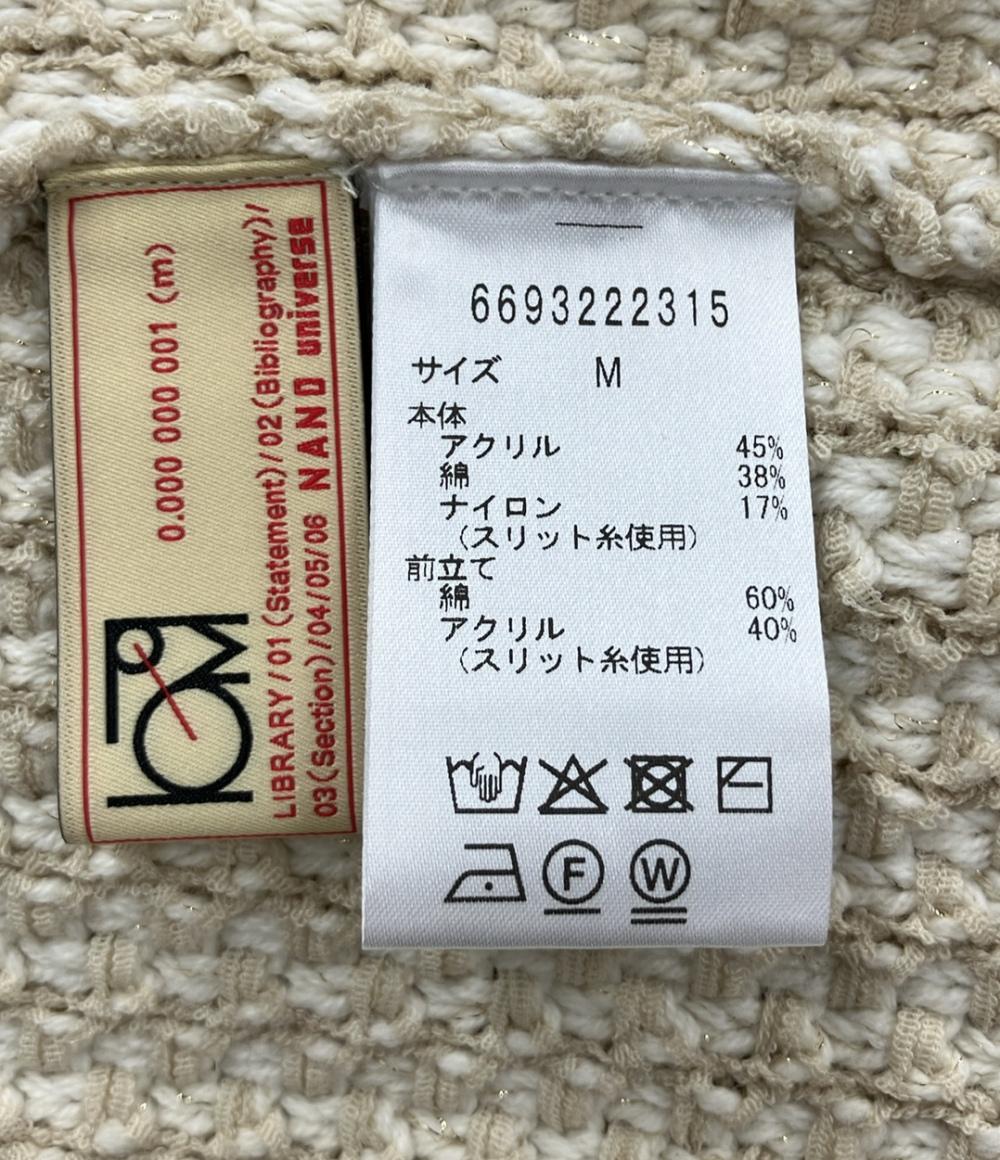 0.000 000 001 (m)
LIBRARY/01(Statement)/02(Bibliography)/
03(Section)/04/05/06 NAND universe
6693222315
サイズ M
本体
アクリル 45%
綿 38%
ナイロン 17%
(スリット糸使用)
前立て
綿 60%
アクリル 40%
(スリット糸使用)
F W